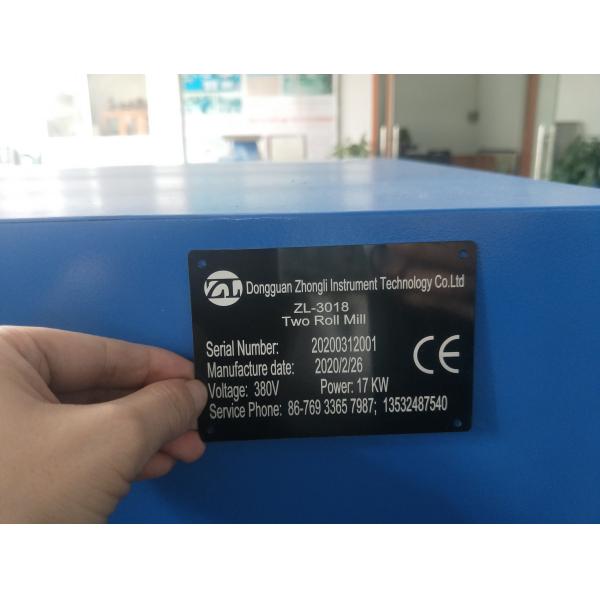 Dongguan Zhongli Instrument Technology Co.Ltd
ZL-3018
Two Roll Mill
Serial Number: 20200312001
Manufacture date: 2020/2/26
Voltage: 380V Power: 17 KW
Service Phone: 86-769 3365 7987; 13532487540
CE